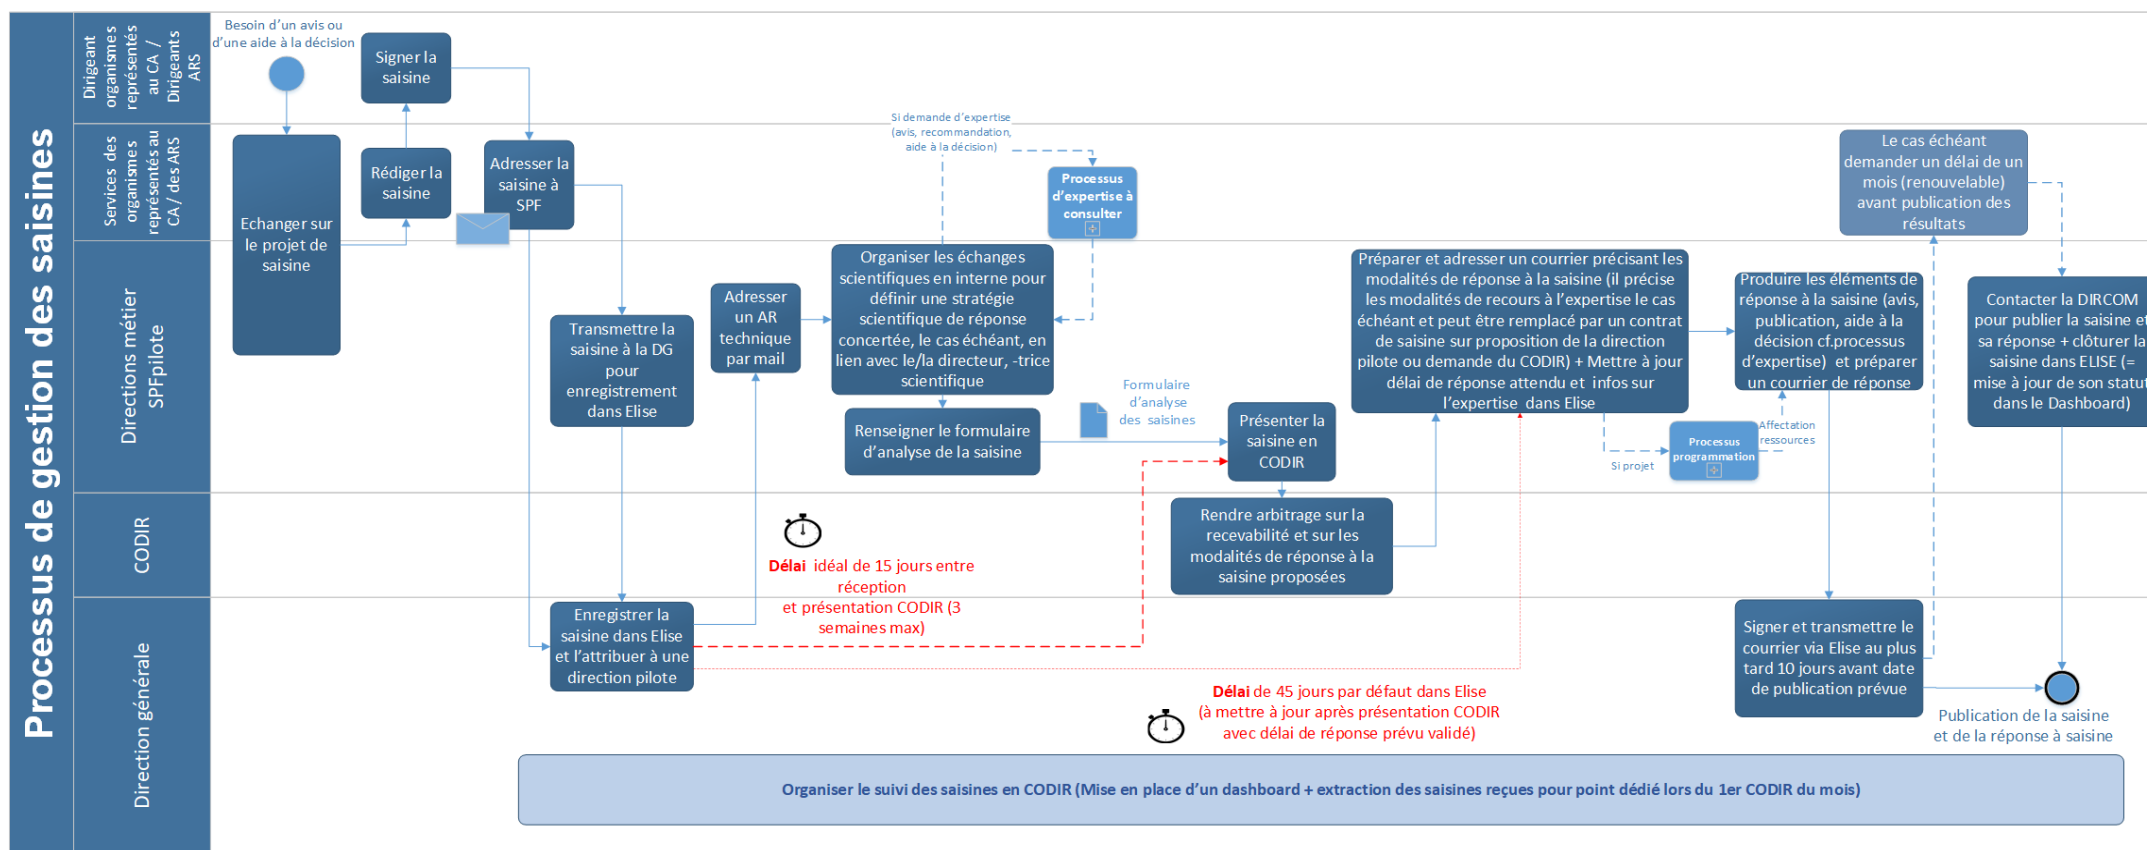 Processus de gestion des saisines
Dirigeant
organismes
représentés
au CA /
Dirigeants
ARS
Services des
organismes
représentés au
CA / des ARS
Directions métier
SPFpilote
CODIR
Direction générale
Besoin d'un avis ou
d'une aide à la décision
Signer la
saisine
Echanger sur
le projet de
saisine
Rédiger la
saisine
Adresser la
saisine à
SPF
Transmettre la
saisine à la DG
pour
enregistrement
dans Elise
Enregistrer la
saisine dans Elise
et l'attribuer à une
direction pilote
Adresser
un AR
technique
par mail
Si demande d'expertise
(avis, recommandation,
aide à la décision)
Processus
d'expertise à
consulter
Organiser les échanges
scientifiques en interne pour
définir une stratégie
scientifique de réponse
concertée, le cas échéant, en
lien avec le/la directeur, -trice
scientifique
Renseigner le formulaire
d'analyse de la saisine
Formulaire
d'analyse
des saisines
Présenter la
saisine en
CODIR
Délai idéal de 15 jours entre
réception
et présentation CODIR (3
semaines max)
Rendre arbitrage sur la
recevabilité et sur les
modalités de réponse à la
saisine proposées
Délai de 45 jours par défaut dans Elise
(à mettre à jour après présentation CODIR
avec délai de réponse prévu validé)
Préparer et adresser un courrier précisant les
modalités de réponse à la saisine (il précise
les modalités de recours à l'expertise le cas
échéant et peut être remplacé par un contrat
de saisine sur proposition de la direction
pilote ou demande du CODIR) + Mettre à jour
délai de réponse attendu et infos sur
l'expertise dans Elise
Si projet
Processus
programmation
Affectation
ressources
Produire les éléments de
réponse à la saisine (avis,
publication, aide à la
décision cf.processus
d'expertise) et préparer
un courrier de réponse
Signer et transmettre le
courrier via Elise au plus
tard 10 jours avant date
de publication prévue
Le cas échéant
demander un délai de un
mois (renouvelable)
avant publication des
résultats
Contacter la DIRCOM
pour publier la saisine et
sa réponse + clôturer la
saisine dans ELISE (=
mise à jour de son statut
dans le Dashboard)
Publication de la saisine
et de la réponse à saisine
Organiser le suivi des saisines en CODIR (Mise en place d'un dashboard + extraction des saisines reçues pour point dédié lors du 1er CODIR du mois)